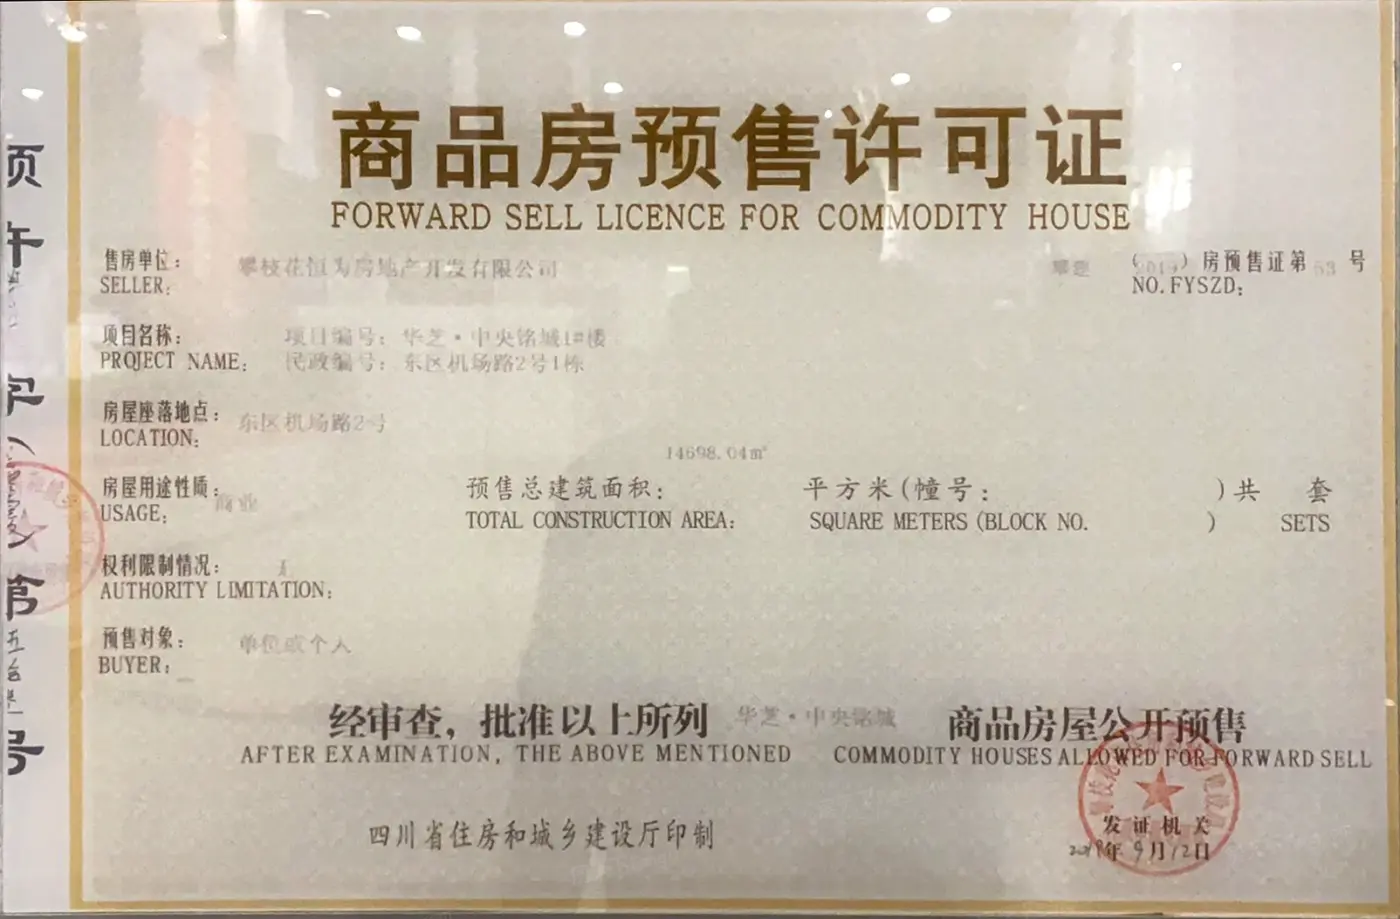 商品房预售许可证
FORWARD SELL LICENCE FOR COMMODITY HOUSE
售房单位: 攀枝花恒为房地产开发有限公司
SELLER:
房预售证第53号
NO.FYSZD:
项目名称: 项目编号: 华芝·中央铭城1#楼
PROJECT NAME: 民政编号: 东区机场路2号1栋
房屋座落地点: 东区机场路2号
LOCATION:
14698.04㎡
房屋用途性质: 商业
USAGE:
预售总建筑面积: 平方米(幢号: )共 套
TOTAL CONSTRUCTION AREA: SQUARE METERS (BLOCK NO. ) SETS
权利限制情况:
AUTHORITY LIMITATION:
预售对象: 单位或个人
BUYER:
经审查，批准以上所列 华芝·中央铭城 商品房屋公开预售
AFTER EXAMINATION, THE ABOVE MENTIONED COMMODITY HOUSES ALLOWED FOR FORWARD SELL
四川省住房和城乡建设厅印制
发证机关
2019年9月12日